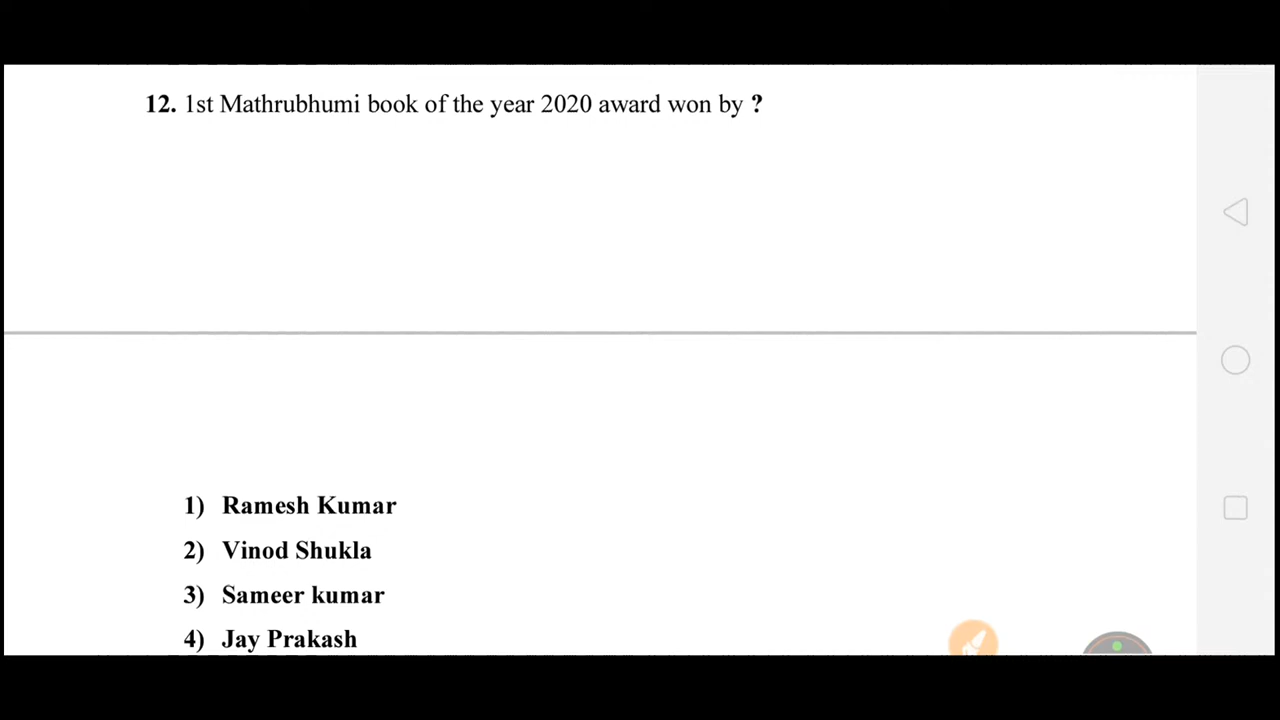 12. 1st Mathrubhumi book of the year 2020 award won by ?
1) Ramesh Kumar
2) Vinod Shukla
3) Sameer kumar
4) Jay Prakash